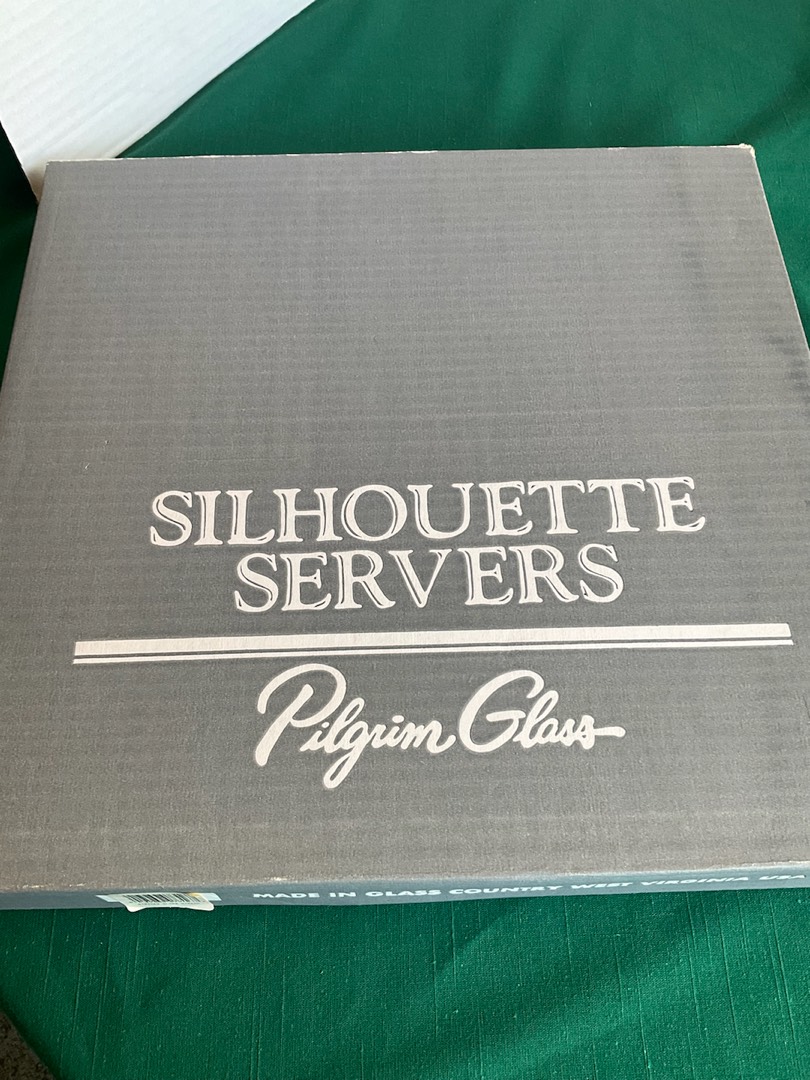 SILHOUETTE
SERVERS
Pilgrim Glass
MADE IN GLASS COUNTRY WEST VIRGINIA USA